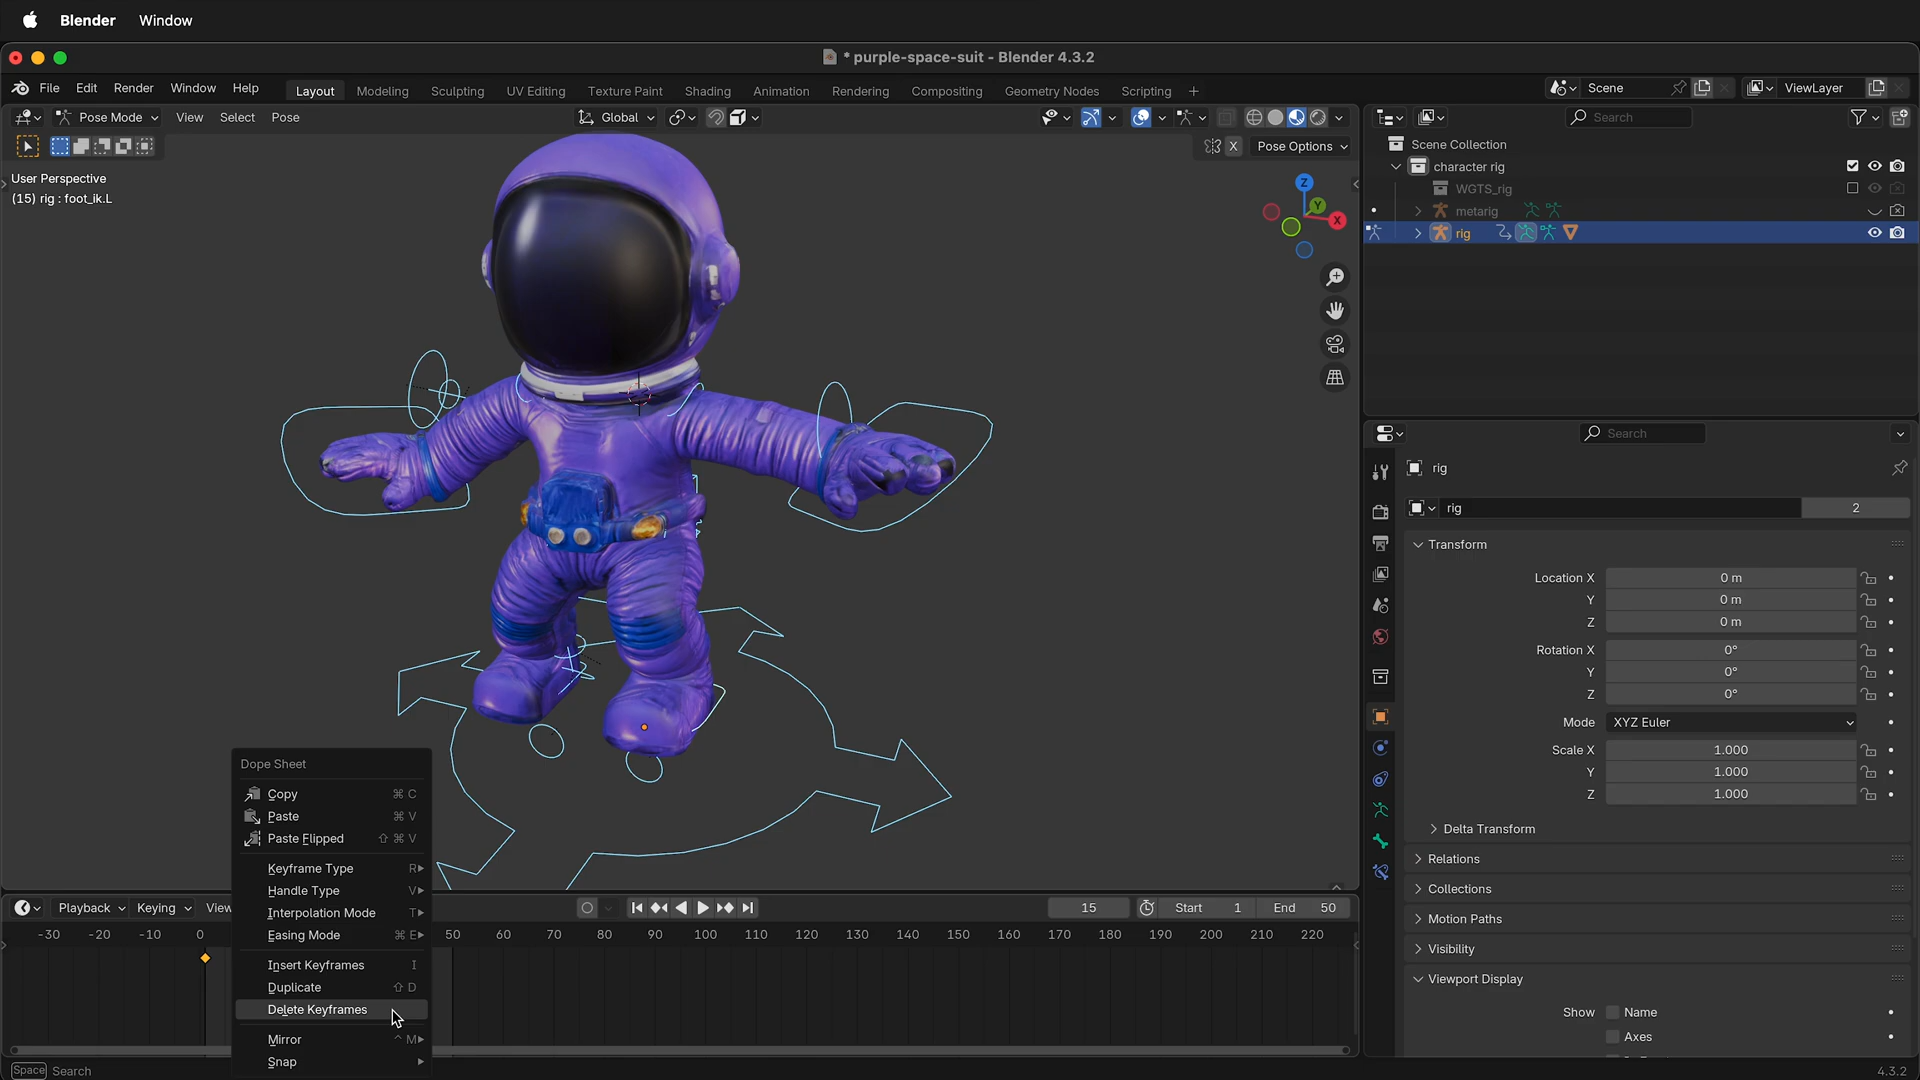 Blender Window
* purple-space-suit - Blender 4.3.2
File Edit Render Window Help Layout Modeling Sculpting UV Editing Texture Paint Shading Animation Rendering Compositing Geometry Nodes Scripting + Scene ViewLayer
Pose Mode View Select Pose Global Search
X Pose Options
User Perspective
(15) rig : foot_ik.L
Z
Y
X
Scene Collection
character rig
WGTS_rig
metarig
rig
Search
rig
rig 2
Transform
Location X 0 m
Y 0 m
Z 0 m
Rotation X 0°
Y 0°
Z 0°
Mode XYZ Euler
Scale X 1.000
Y 1.000
Z 1.000
Delta Transform
Relations
Collections
Motion Paths
Visibility
Viewport Display
Show Name
Axes
Dope Sheet
Copy ⌘ C
Paste ⌘ V
Paste Flipped ⇧ ⌘ V
Keyframe Type R
Handle Type V
Interpolation Mode T
Easing Mode ⌘ E
Insert Keyframes I
Duplicate ⇧ D
Delete Keyframes
Mirror ^ M
Snap
Playback Keying View 15 Start 1 End 50
-30 -20 -10 0 50 60 70 80 90 100 110 120 130 140 150 160 170 180 190 200 210 220
Space Search 4.3.2